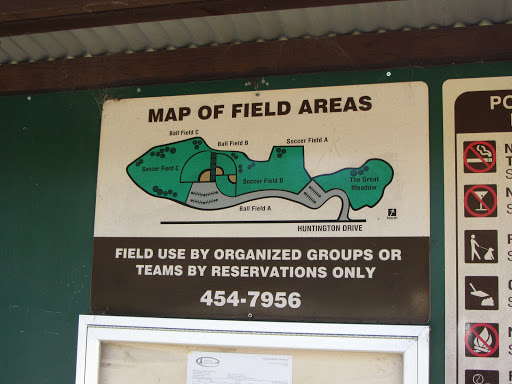 MAP OF FIELD AREAS
Ball Field C
Ball Field B
Soccer Field A
Soccer Field C
Soccer Field B
The Great
Meadow
Ball Field A
North
HUNTINGTON DRIVE
FIELD USE BY ORGANIZED GROUPS OR
TEAMS BY RESERVATIONS ONLY
454-7956
PO